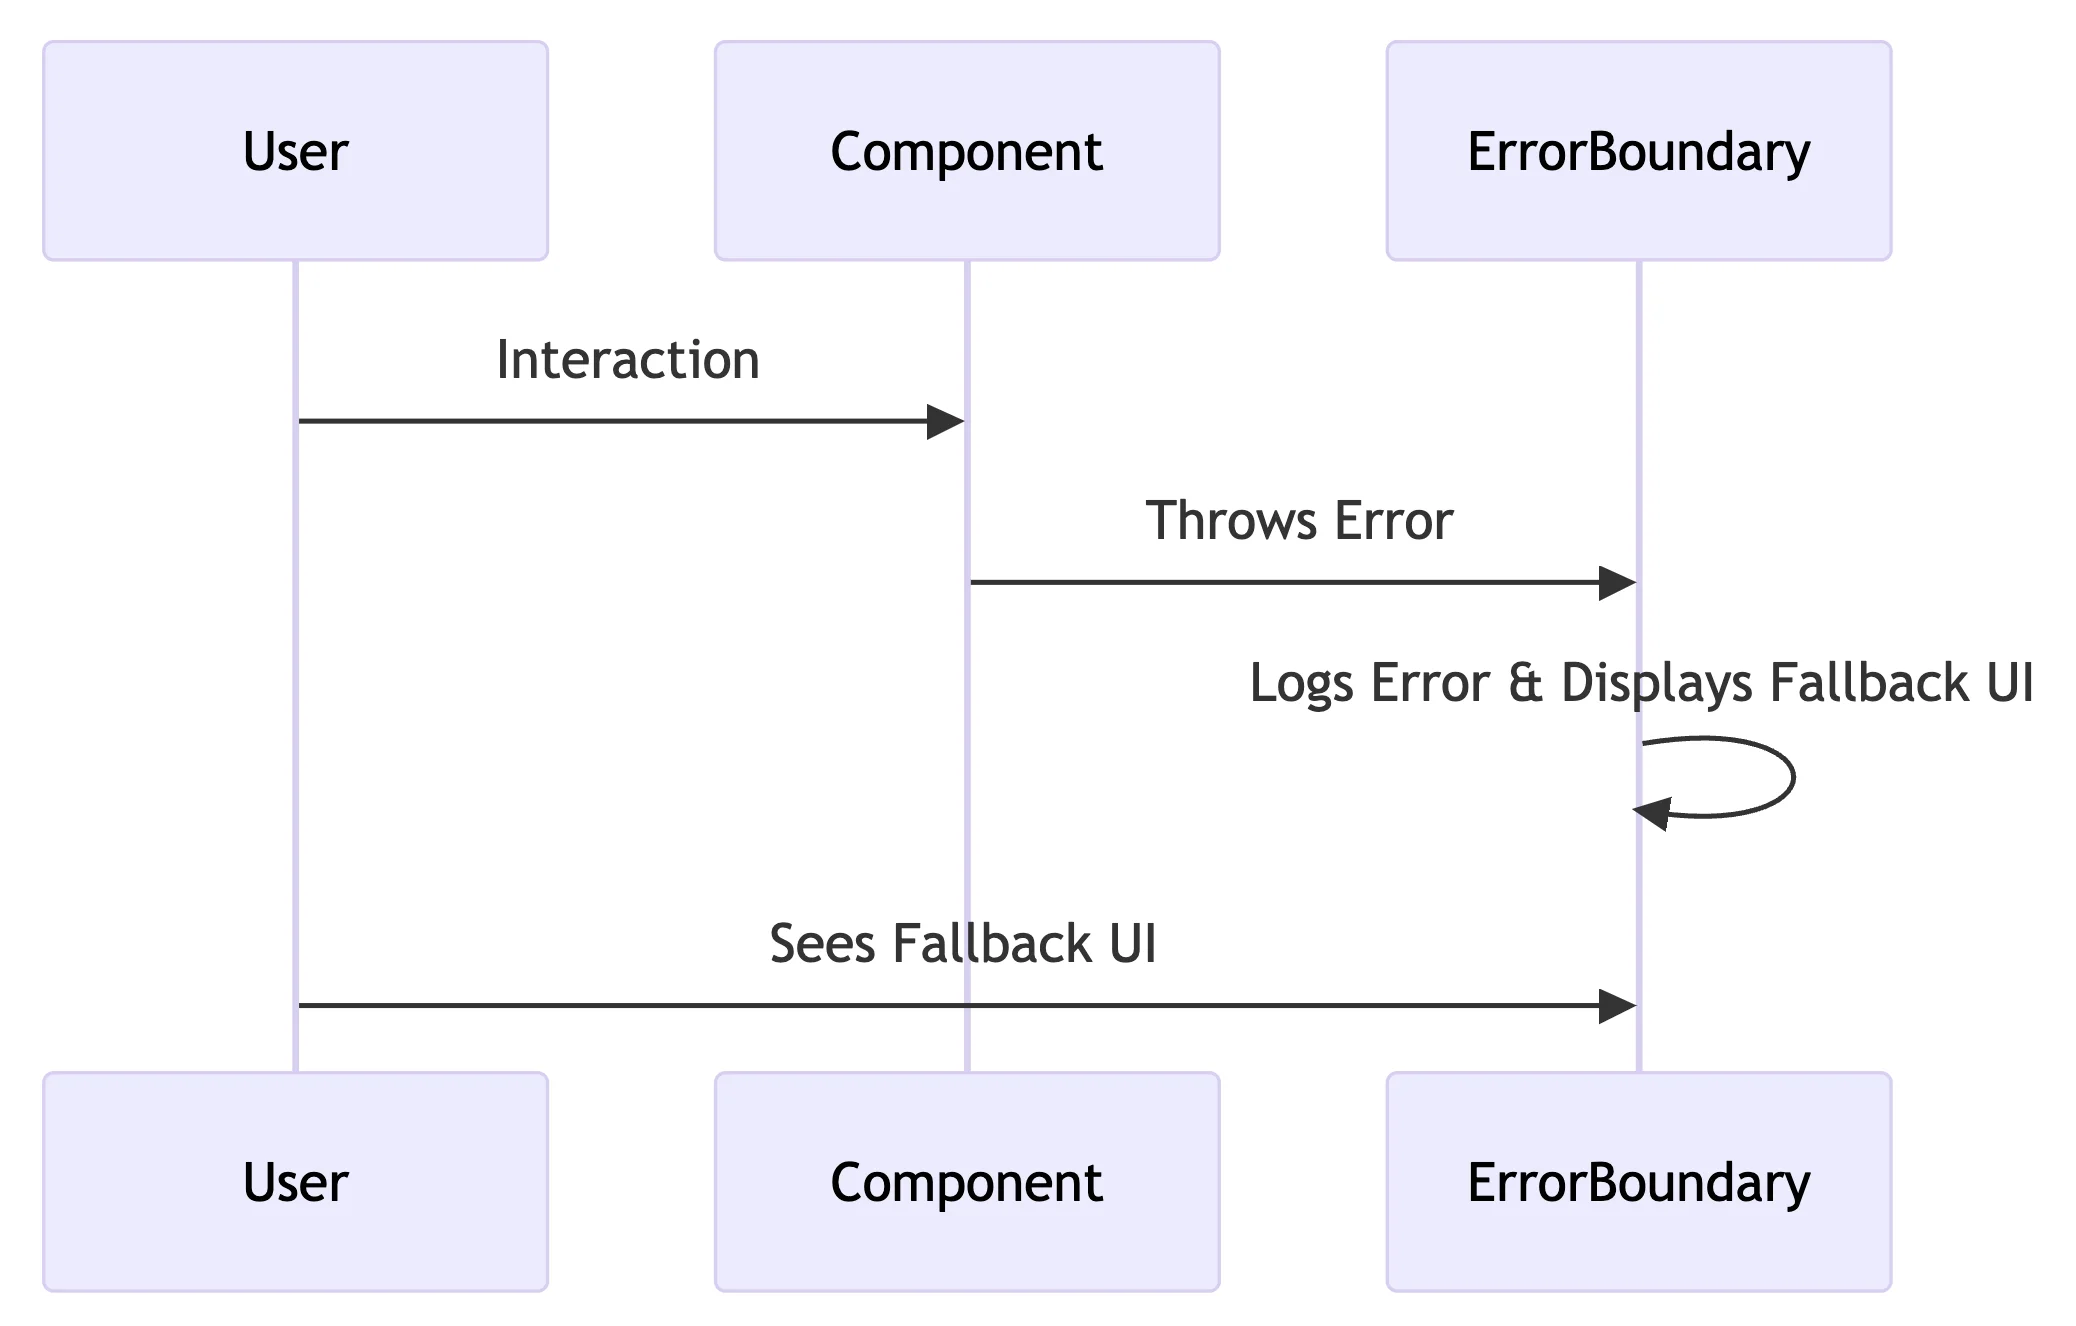 User
Component
ErrorBoundary
Interaction
Throws Error
Logs Error & Displays Fallback UI
Sees Fallback UI
User
Component
ErrorBoundary